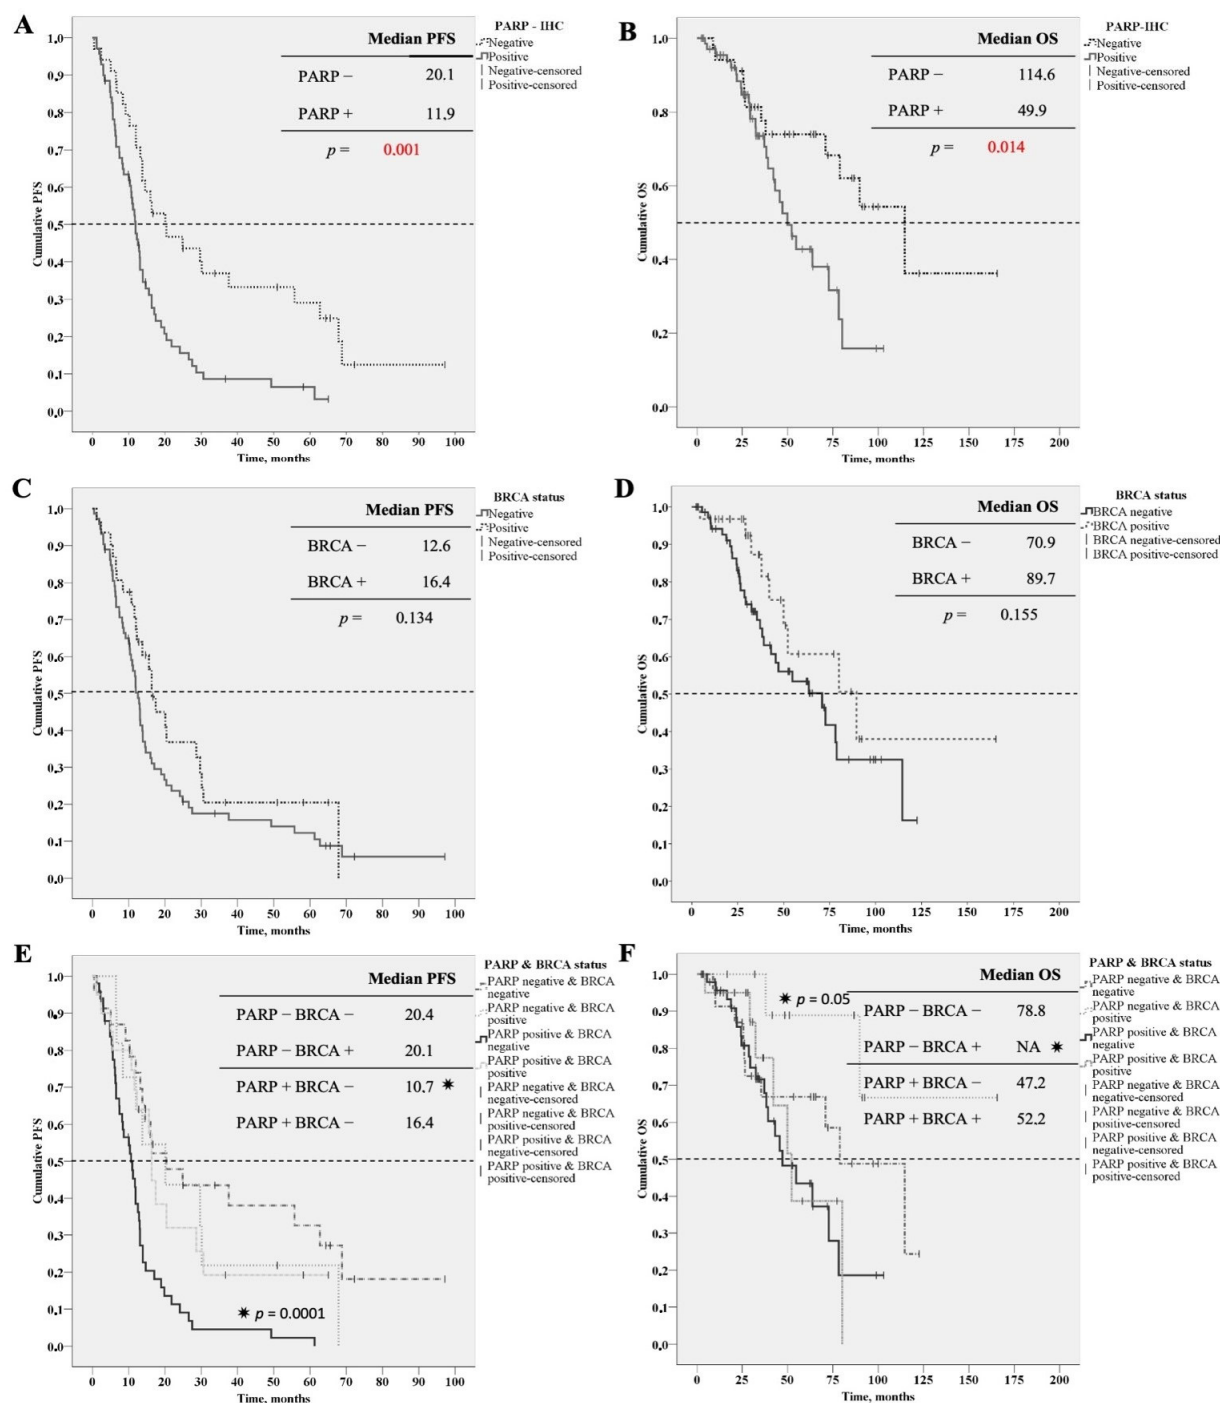 A
PARP - IHC
Negative
Positive
Negative-censored
Positive-censored
Median PFS
PARP − 20.1
PARP + 11.9
p = 0.001
Cumulative PFS
1.0
0.9
0.8
0.7
0.6
0.5
0.4
0.3
0.2
0.1
0.0
0 10 20 30 40 50 60 70 80 90 100
Time, months
B
PARP-IHC
Negative
Positive
Negative-censored
Positive-censored
Median OS
PARP − 114.6
PARP + 49.9
p = 0.014
Cumulative OS
1.0
0.8
0.6
0.4
0.2
0.0
0 25 50 75 100 125 150 175 200
Time, months
C
BRCA status
Negative
Positive
Negative-censored
Positive-censored
Median PFS
BRCA − 12.6
BRCA + 16.4
p = 0.134
Cumulative PFS
1.0
0.9
0.8
0.7
0.6
0.5
0.4
0.3
0.2
0.1
0.0
0 10 20 30 40 50 60 70 80 90 100
Time, months
D
BRCA status
BRCA negative
BRCA positive
BRCA negative-censored
BRCA positive-censored
Median OS
BRCA − 70.9
BRCA + 89.7
p = 0.155
Cumulative OS
1.0
0.9
0.8
0.7
0.6
0.5
0.4
0.3
0.2
0.1
0.0
0 25 50 75 100 125 150 175 200
Time, months
E
PARP & BRCA status
PARP negative & BRCA
negative
PARP negative & BRCA
positive
PARP positive & BRCA
negative
PARP positive & BRCA
positive
PARP negative & BRCA
negative-censored
PARP negative & BRCA
positive-censored
PARP positive & BRCA
negative-censored
PARP positive & BRCA
positive-censored
Median PFS
PARP − BRCA − 20.4
PARP − BRCA + 20.1
PARP + BRCA − 10.7 ✷
PARP + BRCA − 16.4
✷ p = 0.0001
Cumulative PFS
1.0
0.9
0.8
0.7
0.6
0.5
0.4
0.3
0.2
0.1
0.0
0 10 20 30 40 50 60 70 80 90 100
Time, months
F
PARP & BRCA status
PARP negative & BRCA
negative
PARP negative & BRCA
positive
PARP positive & BRCA
negative
PARP positive & BRCA
positive
PARP negative & BRCA
negative-censored
PARP negative & BRCA
positive-censored
PARP positive & BRCA
negative-censored
PARP positive & BRCA
positive-censored
Median OS
✷ p = 0.05
PARP − BRCA − 78.8
PARP − BRCA + NA ✷
PARP + BRCA − 47.2
PARP + BRCA + 52.2
Cumulative OS
1.0
0.9
0.8
0.7
0.6
0.5
0.4
0.3
0.2
0.1
0.0
0 25 50 75 100 125 150 175 200
Time, months